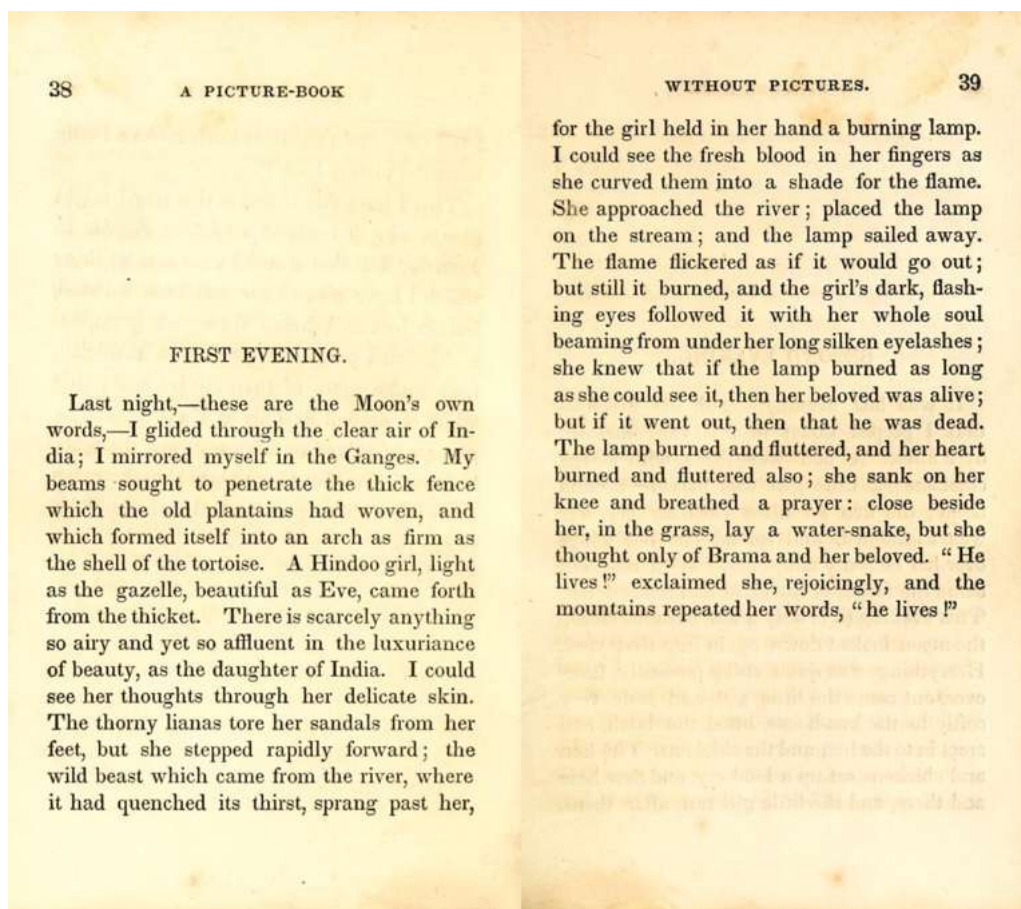 38
A PICTURE-BOOK
FIRST EVENING.
Last night,—these are the Moon's own
words,—I glided through the clear air of In-
dia; I mirrored myself in the Ganges. My
beams sought to penetrate the thick fence
which the old plantains had woven, and
which formed itself into an arch as firm as
the shell of the tortoise. A Hindoo girl, light
as the gazelle, beautiful as Eve, came forth
from the thicket. There is scarcely anything
so airy and yet so affluent in the luxuriance
of beauty, as the daughter of India. I could
see her thoughts through her delicate skin.
The thorny lianas tore her sandals from her
feet, but she stepped rapidly forward; the
wild beast which came from the river, where
it had quenched its thirst, sprang past her,
WITHOUT PICTURES.
39
for the girl held in her hand a burning lamp.
I could see the fresh blood in her fingers as
she curved them into a shade for the flame.
She approached the river; placed the lamp
on the stream; and the lamp sailed away.
The flame flickered as if it would go out;
but still it burned, and the girl's dark, flash-
ing eyes followed it with her whole soul
beaming from under her long silken eyelashes;
she knew that if the lamp burned as long
as she could see it, then her beloved was alive;
but if it went out, then that he was dead.
The lamp burned and fluttered, and her heart
burned and fluttered also; she sank on her
knee and breathed a prayer: close beside
her, in the grass, lay a water-snake, but she
thought only of Brama and her beloved. "He
lives!" exclaimed she, rejoicingly, and the
mountains repeated her words, "he lives!"